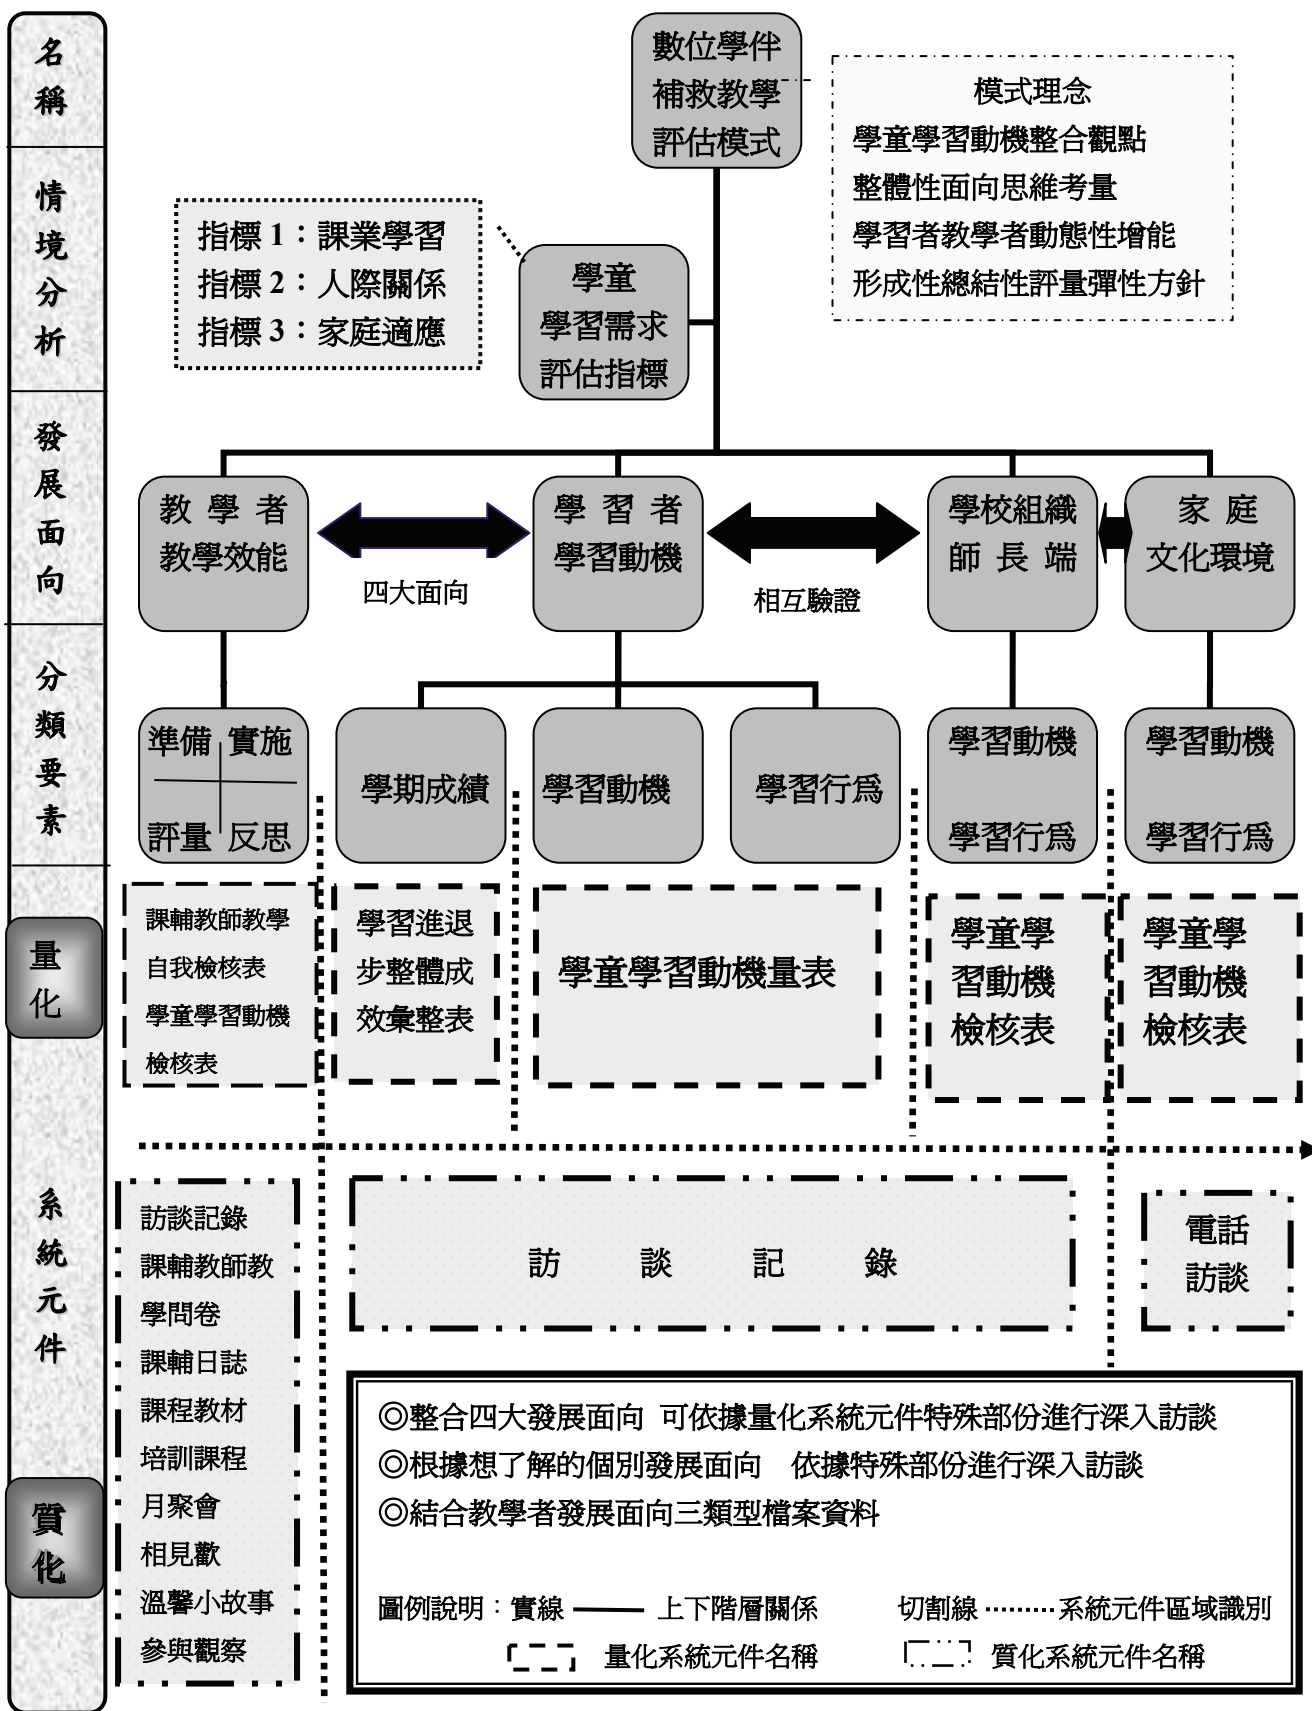 名稱
情境分析
發展面向
分類要素
量化
系統元件
質化
數位學伴
補救教學
評估模式
模式理念
學童學習動機整合觀點
整體性面向思維考量
學習者教學者動態性增能
形成性總結性評量彈性方針
指標 1：課業學習
指標 2：人際關係
指標 3：家庭適應
學童
學習需求
評估指標
教 學 者
教學效能
四大面向
學 習 者
學習動機
相互驗證
學校組織
師 長 端
家 庭
文化環境
準備 實施
評量 反思
學期成績
學習動機
學習行為
學習動機
學習行為
學習動機
學習行為
課輔教師教學
自我檢核表
學童學習動機
檢核表
學習進退
步整體成
效彙整表
學童學習動機量表
學童學
習動機
檢核表
學童學
習動機
檢核表
訪談記錄
課輔教師教
學問卷
課輔日誌
課程教材
培訓課程
月聚會
相見歡
溫馨小故事
參與觀察
訪 談 記 錄
電話
訪談
◎整合四大發展面向 可依據量化系統元件特殊部份進行深入訪談
◎根據想了解的個別發展面向 依據特殊部份進行深入訪談
◎結合教學者發展面向三類型檔案資料
圖例說明：實線 上下階層關係 切割線 系統元件區域識別
量化系統元件名稱 質化系統元件名稱